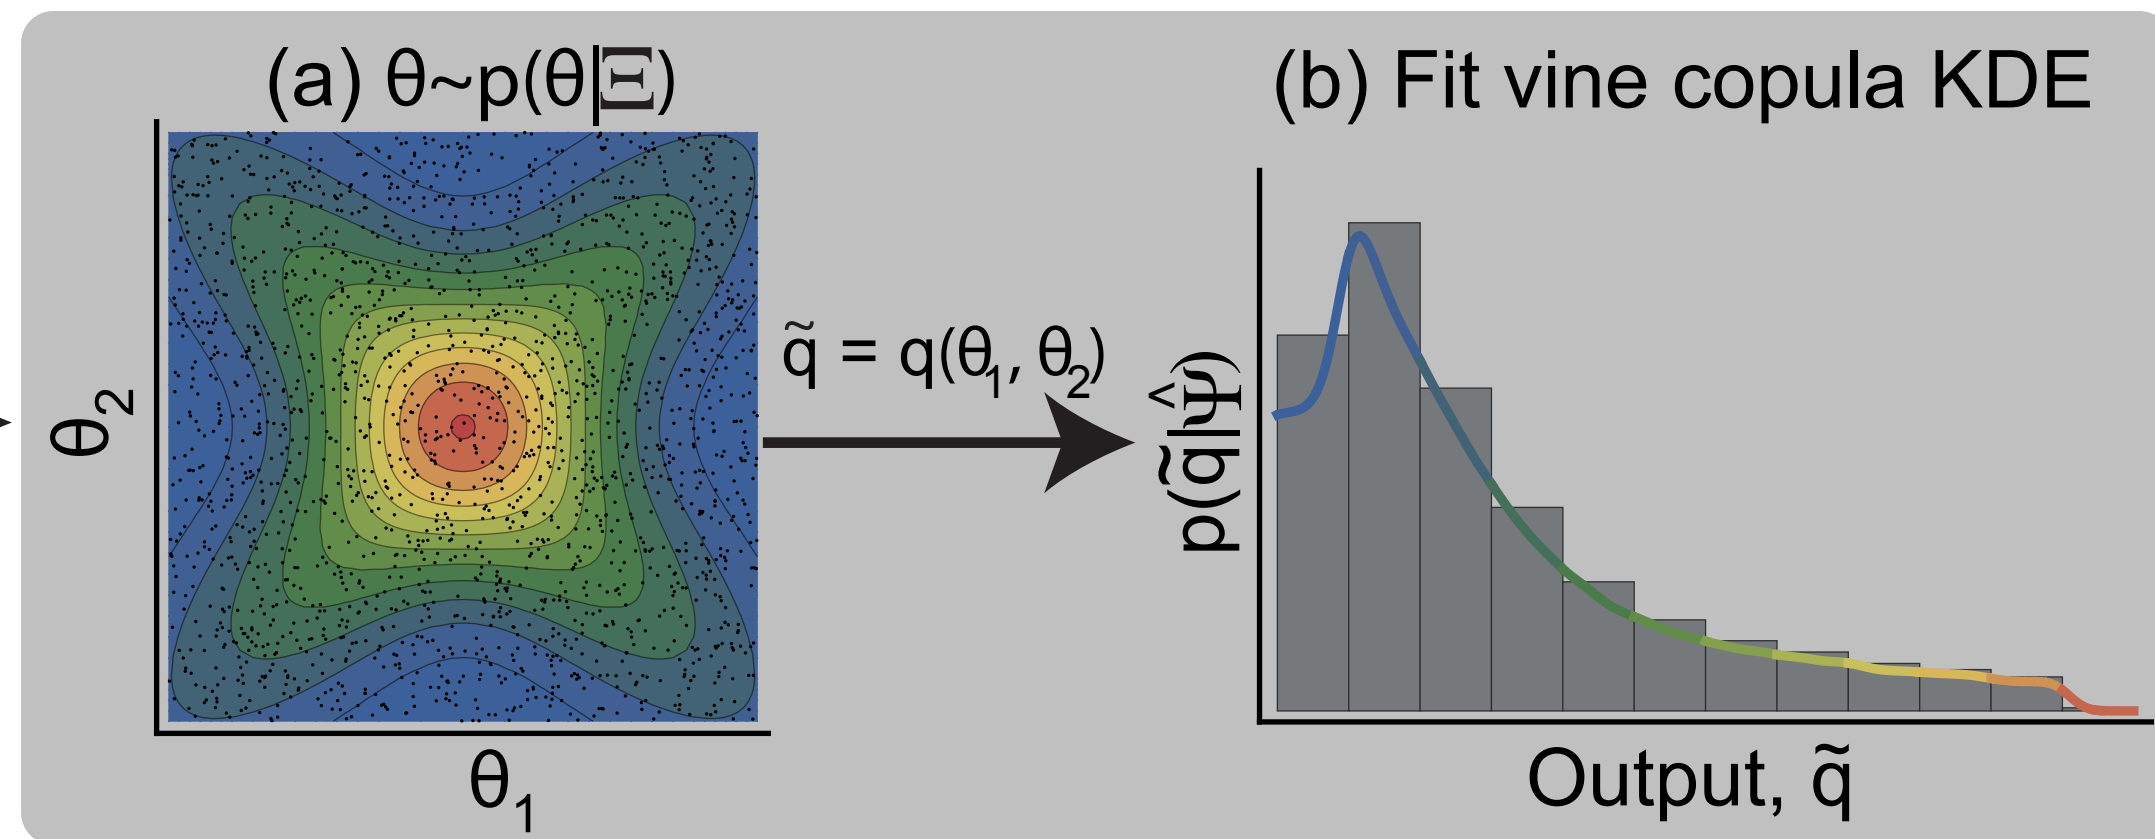 (a) θ~p(θ|Ξ)
θ₂
θ₁
q̃ = q(θ₁, θ₂)
(b) Fit vine copula KDE
p(q̃|Ψ̂)
Output, q̃